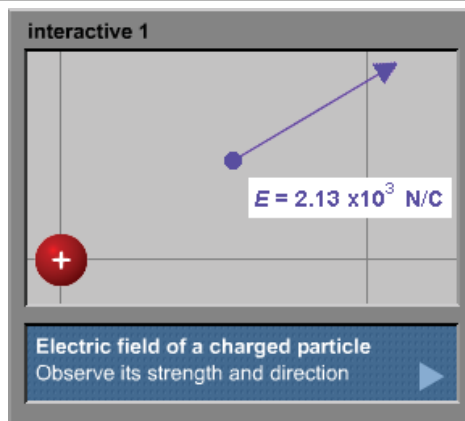 interactive 1
E = 2.13 x10³ N/C
+
Electric field of a charged particle
Observe its strength and direction